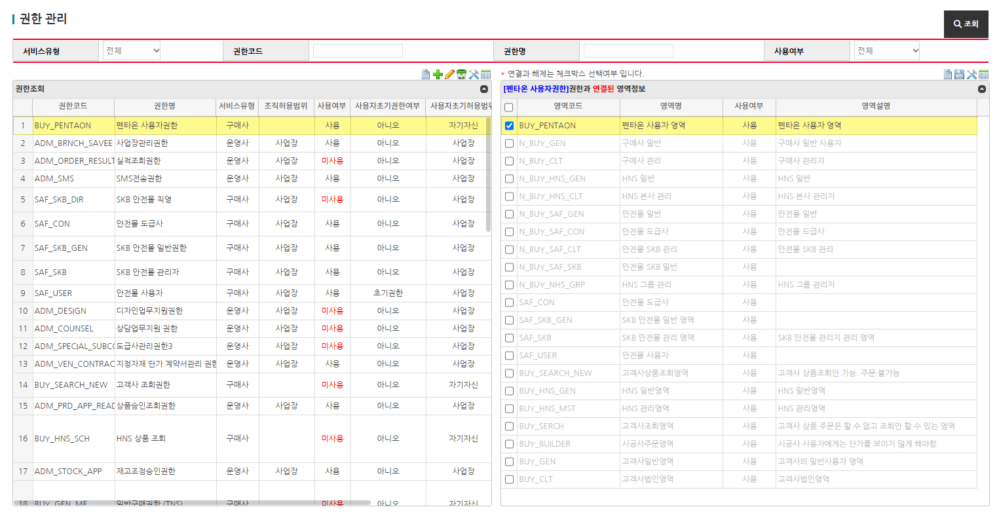 권한 관리
조회
서비스유형 전체 권한코드 권한명 사용여부 전체
* 연결과 해제는 체크박스 선택여부 입니다.
권한조회
권한코드 권한명 서비스유형 조직허용범위 사용여부 사용자초기권한여부 사용자초기허용범위
1 BUY_PENTAON 펜타온 사용자권한 구매사 사용 아니오 자기자신
2 ADM_BRNCH_SAVEE 사업장관리권한 운영사 사업장 사용 아니오 사업장
3 ADM_ORDER_RESULT 실적조회권한 운영사 사업장 미사용 아니오 사업장
4 ADM_SMS SMS전송권한 운영사 사업장 사용 아니오 사업장
5 SAF_SKB_DIR SKB 안전몰 직영 구매사 사업장 미사용 아니오 사업장
6 SAF_CON 안전몰 도급사 구매사 사업장 사용 아니오 사업장
7 SAF_SKB_GEN SKB 안전몰 일반권한 구매사 사업장 사용 아니오 사업장
8 SAF_SKB SKB 안전몰 관리자 구매사 사업장 사용 아니오 사업장
9 SAF_USER 안전몰 사용자 구매사 사업장 사용 초기권한 사업장
10 ADM_DESIGN 디자인업무지원권한 운영사 사업장 미사용 아니오 사업장
11 ADM_COUNSEL 상담업무지원 권한 운영사 사업장 미사용 아니오 사업장
12 ADM_SPECIAL_SUBCO 도급사관리권한3 운영사 사업장 미사용 아니오 사업장
13 ADM_VEN_CONTRAC 지정자재 단가 계약서관리 권한 운영사 사업장 사용 아니오 사업장
14 BUY_SEARCH_NEW 고객사 조회권한 구매사 미사용 아니오 자기자신
15 ADM_PRD_APP_READ 상품승인조회권한 운영사 사업장 사용 아니오 사업장
16 BUY_HNS_SCH HNS 상품 조회 구매사 미사용 아니오 자기자신
17 ADM_STOCK_APP 재고조정승인권한 운영사 사업장 사용 아니오 사업장
18 BUY_GEN_ME 일반구매권한 (TNS) 구매사 미사용 아니오 자기자신
[펜타온 사용자권한]권한과 연결된 영역정보
영역코드 영역명 사용여부 영역설명
BUY_PENTAON 펜타온 사용자 영역 사용 펜타온 사용자 영역
N_BUY_GEN 구매사 일반 사용 구매사 일반 사용자
N_BUY_CLT 구매사 관리 사용 구매사 관리자
N_BUY_HNS_GEN HNS 일반 사용 HNS 일반
N_BUY_HNS_CLT HNS 본사 관리 사용 HNS 본사 관리자
N_BUY_SAF_GEN 안전몰 일반 사용 안전몰 일반
N_BUY_SAF_CON 안전몰 도급사 사용 안전몰 도급사
N_BUY_SAF_CLT 안전몰 SKB 관리 사용 안전몰 SKB 관리
N_BUY_SAF_SKB 안전몰 SKB 일반 사용
N_BUY_NHS_GRP HNS 그룹 관리 사용 HNS 그룹 관리자
SAF_CON 안전몰 도급사 사용
SAF_SKB_GEN SKB 안전몰 일반 영역 사용
SAF_SKB SKB 안전몰 관리 영역 사용 SKB 안전몰 관리지 관리 영역
SAF_USER 안전몰 사용자 사용
BUY_SEARCH_NEW 고객사상품조회영역 사용 고객사 상품조회만 가능. 주문 불가능
BUY_HNS_GEN HNS 일반영역 사용 HNS 일반영역
BUY_HNS_MST HNS 관리영역 사용 HNS 관리영역
BUY_SERCH 고객사조회영역 사용 고객사 상품 주문은 할 수 없고 조회만 할 수 있는 영역
BUY_BUILDER 시공사주문영역 사용 시공사 사용자에게는 단가를 보이지 않게 해야함
BUY_GEN 고객사일반영역 사용 고객사의 일반사용자 영역
BUY_CLT 고객사법인영역 사용 고객사법인영역